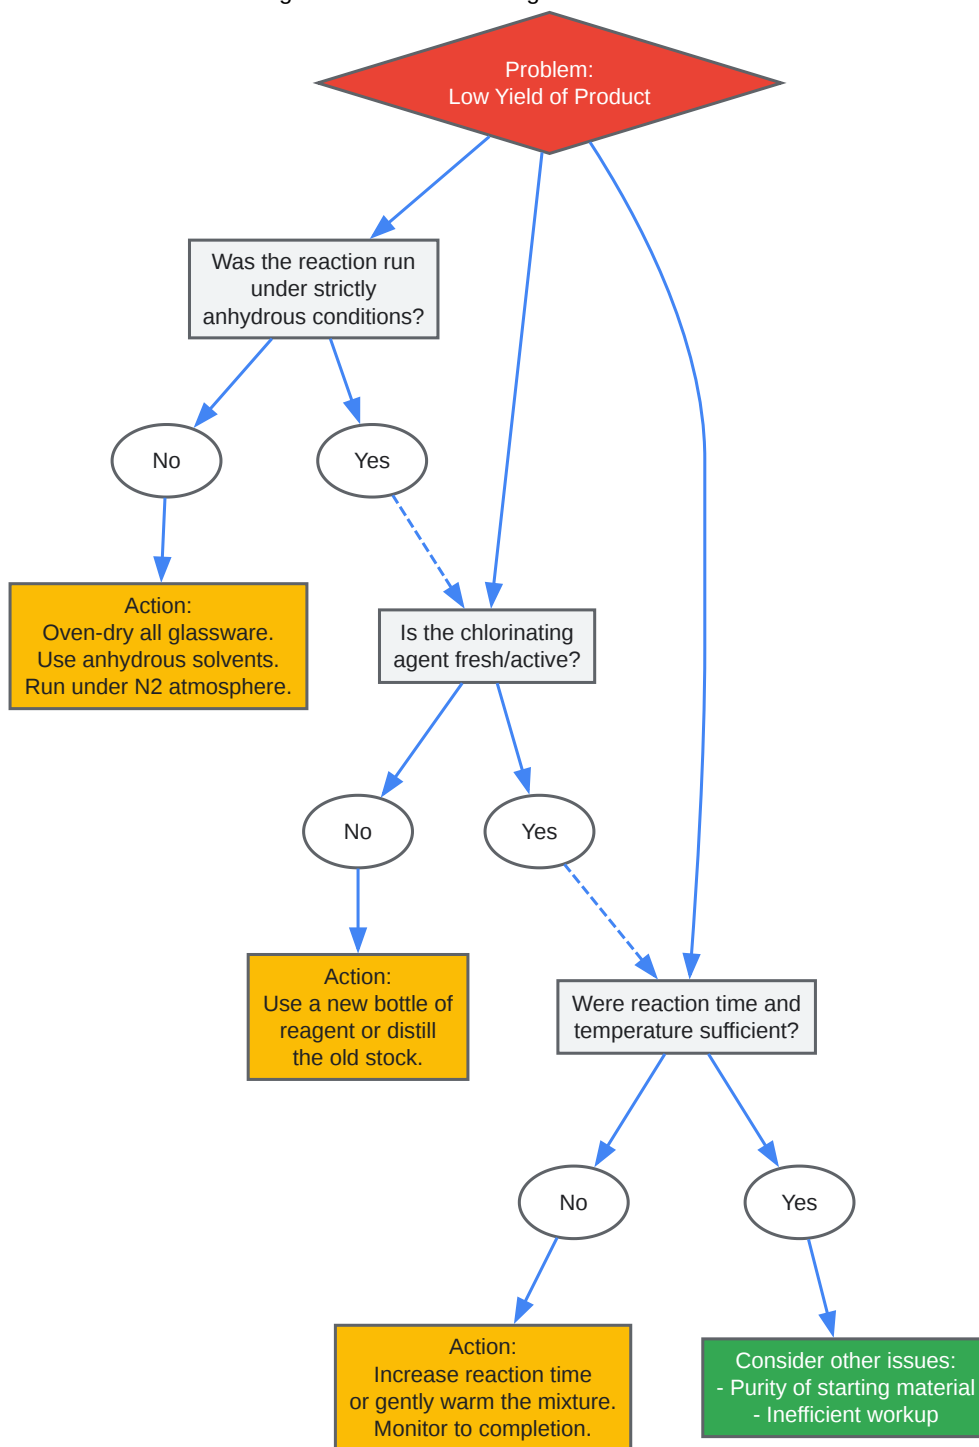 Problem:
Low Yield of Product
Was the reaction run
under strictly
anhydrous conditions?
No
Yes
Action:
Oven-dry all glassware.
Use anhydrous solvents.
Run under N2 atmosphere.
Is the chlorinating
agent fresh/active?
No
Yes
Action:
Use a new bottle of
reagent or distill
the old stock.
Were reaction time and
temperature sufficient?
No
Yes
Action:
Increase reaction time
or gently warm the mixture.
Monitor to completion.
Consider other issues:
- Purity of starting material
- Inefficient workup